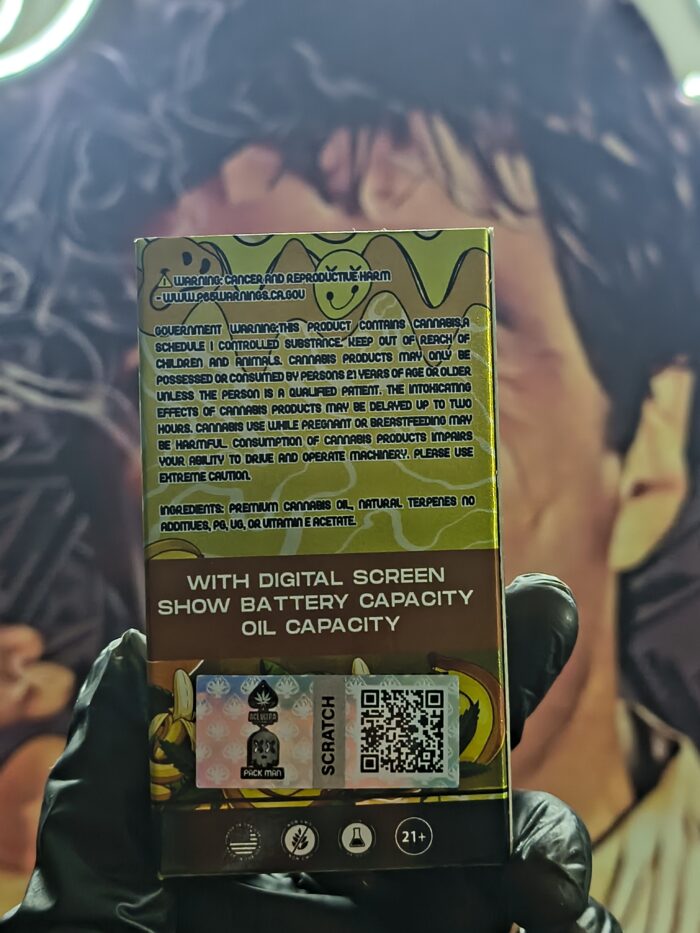 WARNING: CANCER AND REPRODUCTIVE HARM
- WWW.P65WARNINGS.CA.GOV
GOVERNMENT WARNING:THIS PRODUCT CONTAINS CANNABIS,A
SCHEDULE I CONTROLLED SUBSTANCE. KEEP OUT OF REACH OF
CHILDREN AND ANIMALS. CANNABIS PRODUCTS MAY ONLY BE
POSSESSED OR CONSUMED BY PERSONS 21 YEARS OF AGE OR OLDER
UNLESS THE PERSON IS A QUALIFIED PATIENT. THE INTOXICATING
EFFECTS OF CANNABIS PRODUCTS MAY BE DELAYED UP TO TWO
HOURS. CANNABIS USE WHILE PREGNANT OR BREASTFEEDING MAY
BE HARMFUL. CONSUMPTION OF CANNABIS PRODUCTS IMPAIRS
YOUR ABILITY TO DRIVE AND OPERATE MACHINERY. PLEASE USE
EXTREME CAUTION.
INGREDIENTS: PREMIUM CANNABIS OIL, NATURAL TERPENES NO
ADDITIVES, PG, VG, OR VITAMIN E ACETATE.
WITH DIGITAL SCREEN
SHOW BATTERY CAPACITY
OIL CAPACITY
ACE ULTRA
PACK MAN
SCRATCH
21+